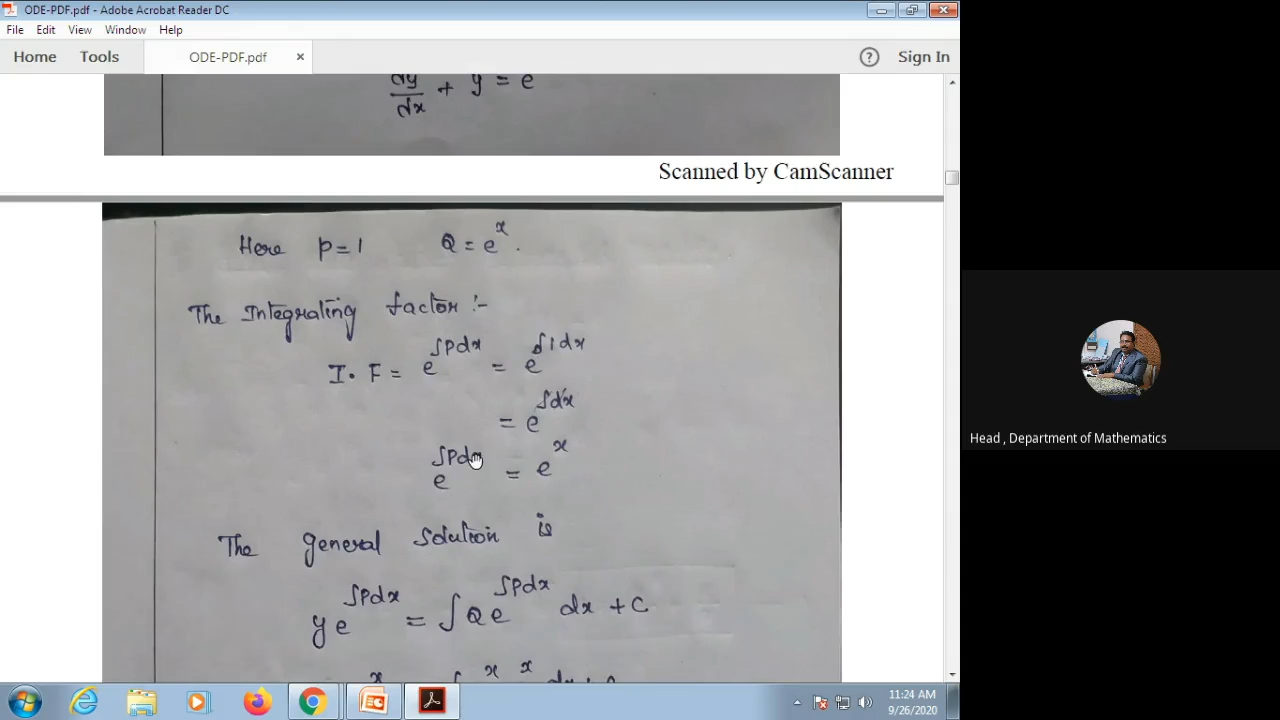 ODE-PDF.pdf - Adobe Acrobat Reader DC
File Edit View Window Help
Home Tools ODE-PDF.pdf × ? Sign In
dy/dx + y = e
Scanned by CamScanner
Here P=1 Q = e^x .
The Integrating factor :-
I. F = e^∫Pdx = e^∫1dx
= e^∫dx
e^∫Pdx = e^x
The general solution is
y e^∫Pdx = ∫ Q e^∫Pdx dx + C
Head , Department of Mathematics
11:24 AM
9/26/2020